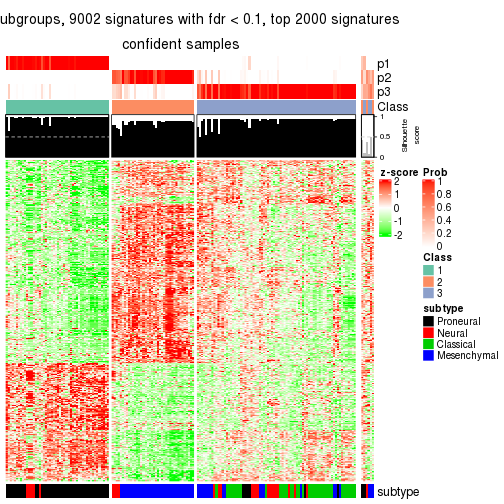 ubgroups, 9002 signatures with fdr < 0.1, top 2000 signatures
confident samples
p1
p2
p3
Class
1
0.5
0
Silhouette
score
z-score
2
1
0
-1
-2
Prob
1
0.8
0.6
0.4
0.2
0
Class
1
2
3
subtype
Proneural
Neural
Classical
Mesenchymal
subtype